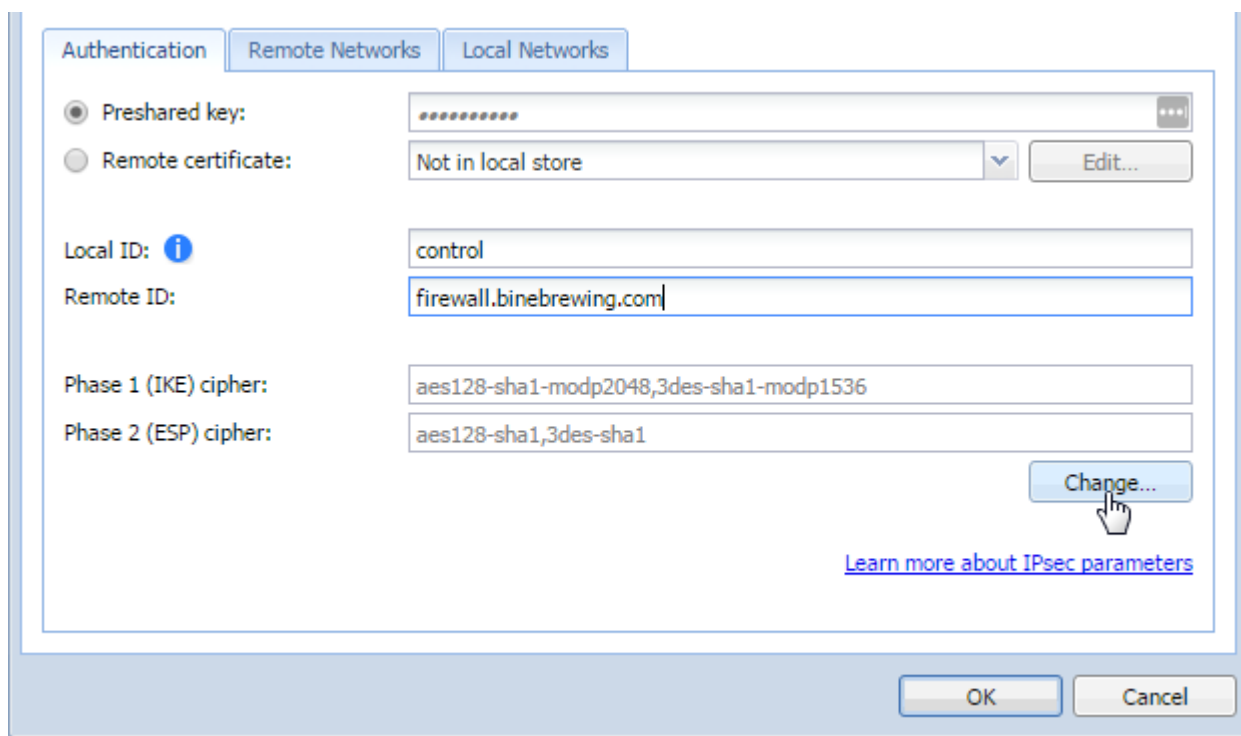 Authentication Remote Networks Local Networks
Preshared key: ••••••••••
Remote certificate: Not in local store Edit...
Local ID: control
Remote ID: firewall.binebrewing.com
Phase 1 (IKE) cipher: aes128-sha1-modp2048,3des-sha1-modp1536
Phase 2 (ESP) cipher: aes128-sha1,3des-sha1
Change...
Learn more about IPsec parameters
OK Cancel